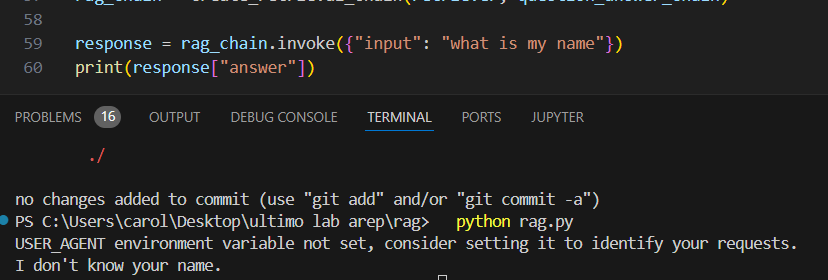 58
59 response = rag_chain.invoke({"input": "what is my name"})
60 print(response["answer"])
PROBLEMS 16 OUTPUT DEBUG CONSOLE TERMINAL PORTS JUPYTER
./
no changes added to commit (use "git add" and/or "git commit -a")
PS C:\Users\carol\Desktop\ultimo lab arep\rag> python rag.py
USER_AGENT environment variable not set, consider setting it to identify your requests.
I don't know your name.